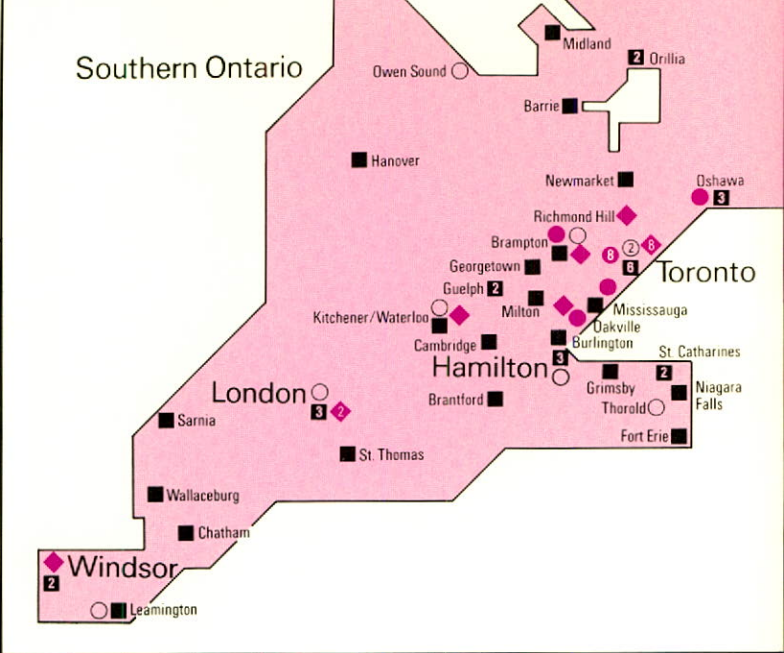 Midland
2 Orillia
Southern Ontario
Owen Sound
Barrie
Hanover
Newmarket
Oshawa
3
Richmond Hill
Brampton
2 8
8
6
Toronto
Georgetown
Guelph 2
Milton
Kitchener/Waterloo
Mississauga
Oakville
Cambridge
Burlington
3
Hamilton
St. Catharines
2
Grimsby
Niagara
Falls
London
3 2
Brantford
Thorold
Sarnia
Fort Erie
St. Thomas
Wallaceburg
Chatham
Windsor
2
Leamington